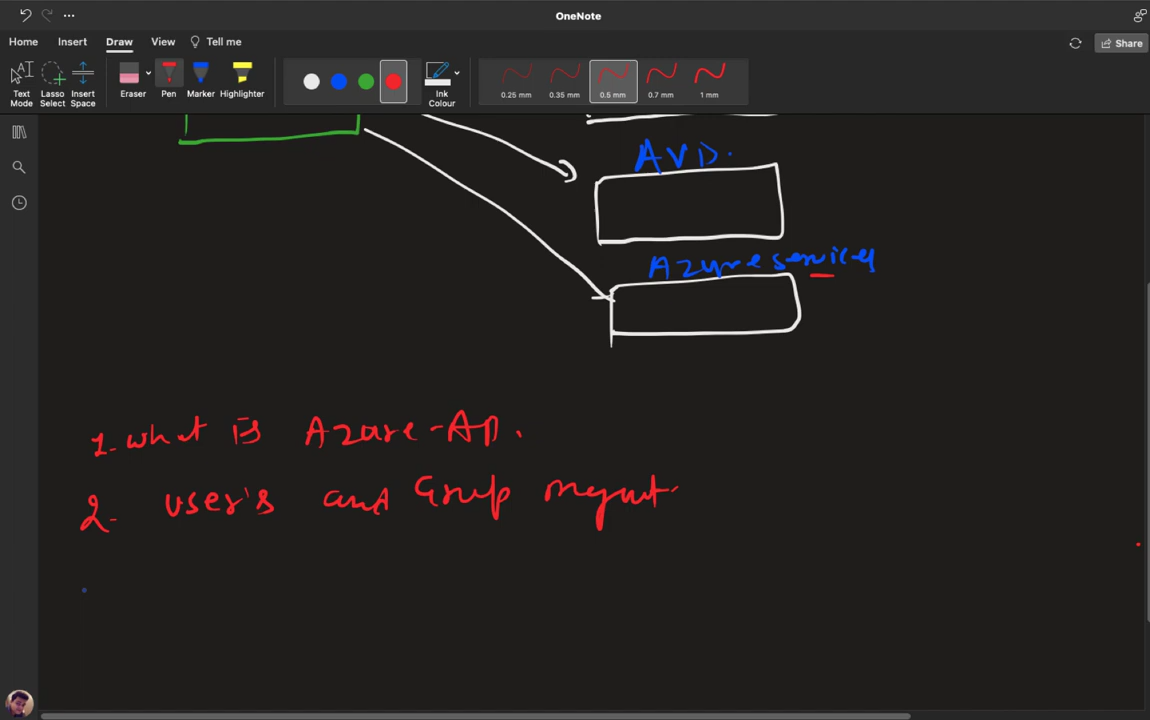 OneNote
Home Insert Draw View Tell me
Share
Text Mode
Lasso Select
Insert Space
Eraser
Pen
Marker
Highlighter
Ink Colour
0.25 mm
0.35 mm
0.5 mm
0.7 mm
1 mm
AVD.
Azure services
1. what is Azure-AD.
2. user's and Group mgmt.